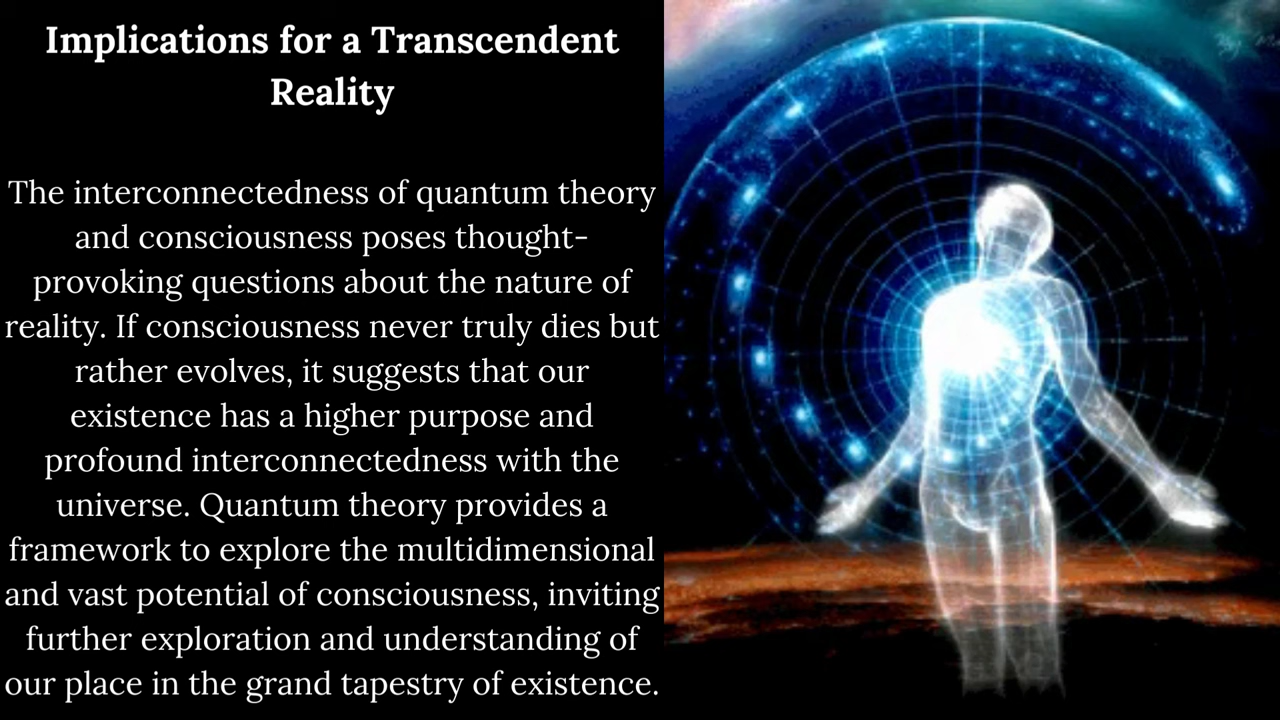 Implications for a Transcendent
Reality
The interconnectedness of quantum theory
and consciousness poses thought-
provoking questions about the nature of
reality. If consciousness never truly dies but
rather evolves, it suggests that our
existence has a higher purpose and
profound interconnectedness with the
universe. Quantum theory provides a
framework to explore the multidimensional
and vast potential of consciousness, inviting
further exploration and understanding of
our place in the grand tapestry of existence.